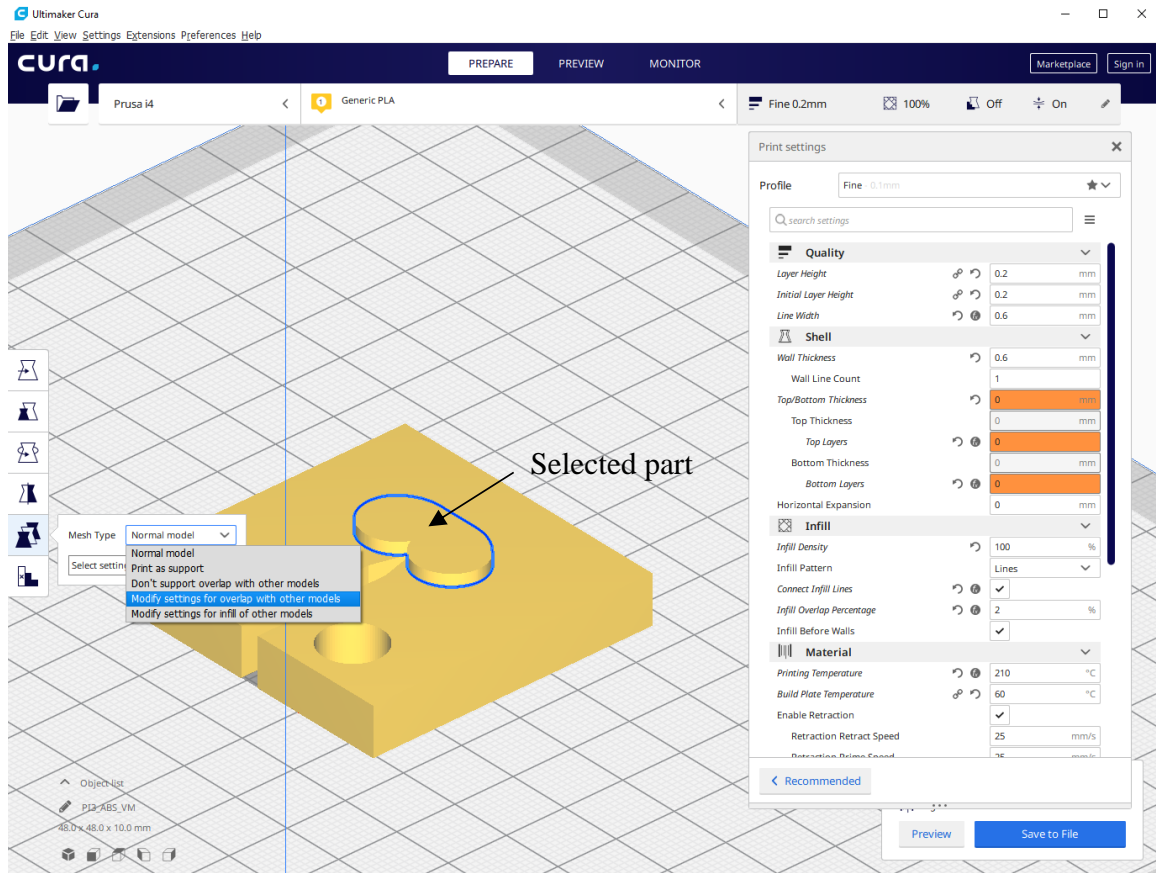 Ultimaker Cura
File Edit View Settings Extensions Preferences Help
cura.
PREPARE PREVIEW MONITOR
Marketplace Sign in
Prusa i4
1 Generic PLA
Fine 0.2mm 100% Off On
Print settings
Profile Fine - 0.1mm
search settings
Quality
Layer Height 0.2 mm
Initial Layer Height 0.2 mm
Line Width 0.6 mm
Shell
Wall Thickness 0.6 mm
Wall Line Count 1
Top/Bottom Thickness 0 mm
Top Thickness 0 mm
Top Layers 0
Bottom Thickness 0 mm
Bottom Layers 0
Horizontal Expansion 0 mm
Infill
Infill Density 100 %
Infill Pattern Lines
Connect Infill Lines
Infill Overlap Percentage 2 %
Infill Before Walls
Material
Printing Temperature 210 °C
Build Plate Temperature 60 °C
Enable Retraction
Retraction Retract Speed 25 mm/s
Retraction Prime Speed 25 mm/s
Recommended
Selected part
Mesh Type Normal model
Select settin
Normal model
Print as support
Don't support overlap with other models
Modify settings for overlap with other models
Modify settings for infill of other models
Object list
PI3_ABS_VM
48.0 x 48.0 x 10.0 mm
Preview Save to File